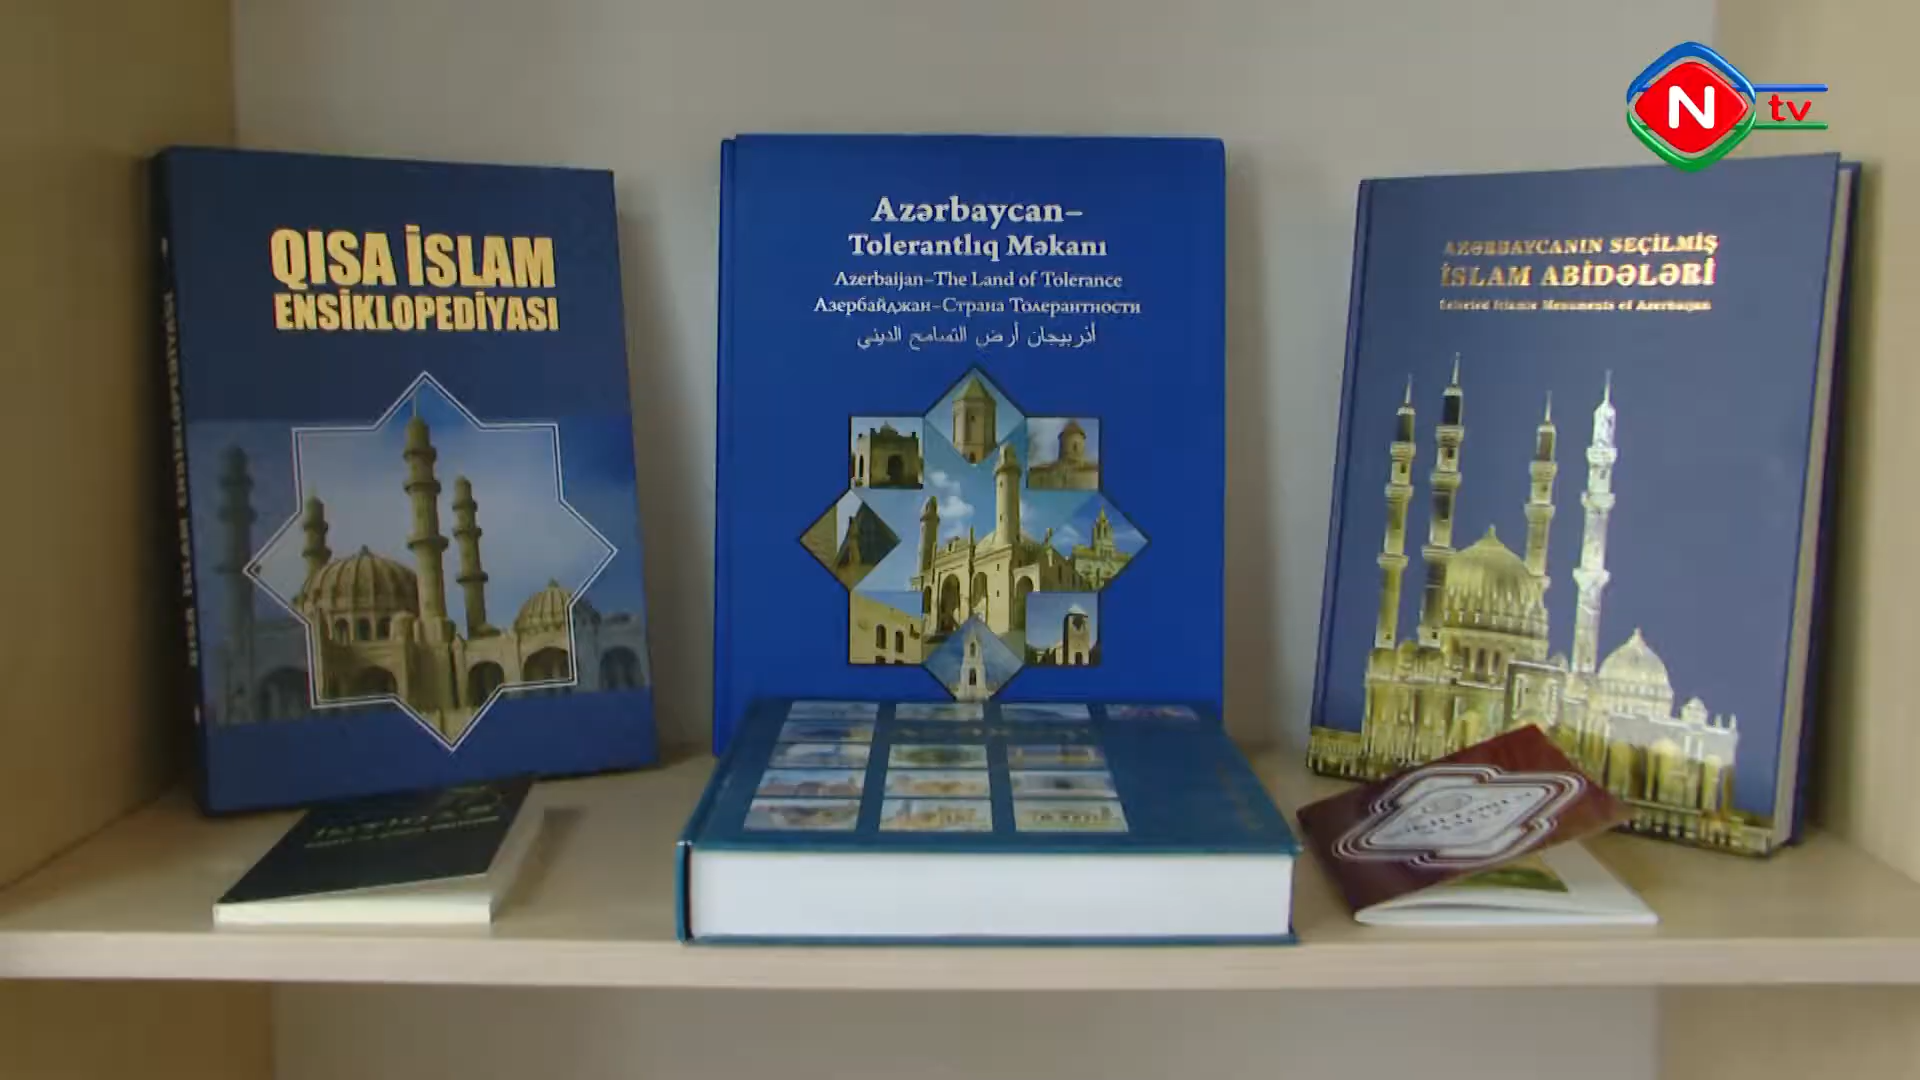 N tv
QISA İSLAM
ENSİKLOPEDİYASI
QISA İSLAM ENSİKLOPEDİYASI
Azərbaycan–
Tolerantlıq Məkanı
Azerbaijan–The Land of Tolerance
Азербайджан–Страна Толерантности
أذربيجان أرض التسامح الديني
AZƏRBAYCANIN SEÇİLMİŞ
İSLAM ABİDƏLƏRİ
Selected Islamic Monuments of Azerbaijan